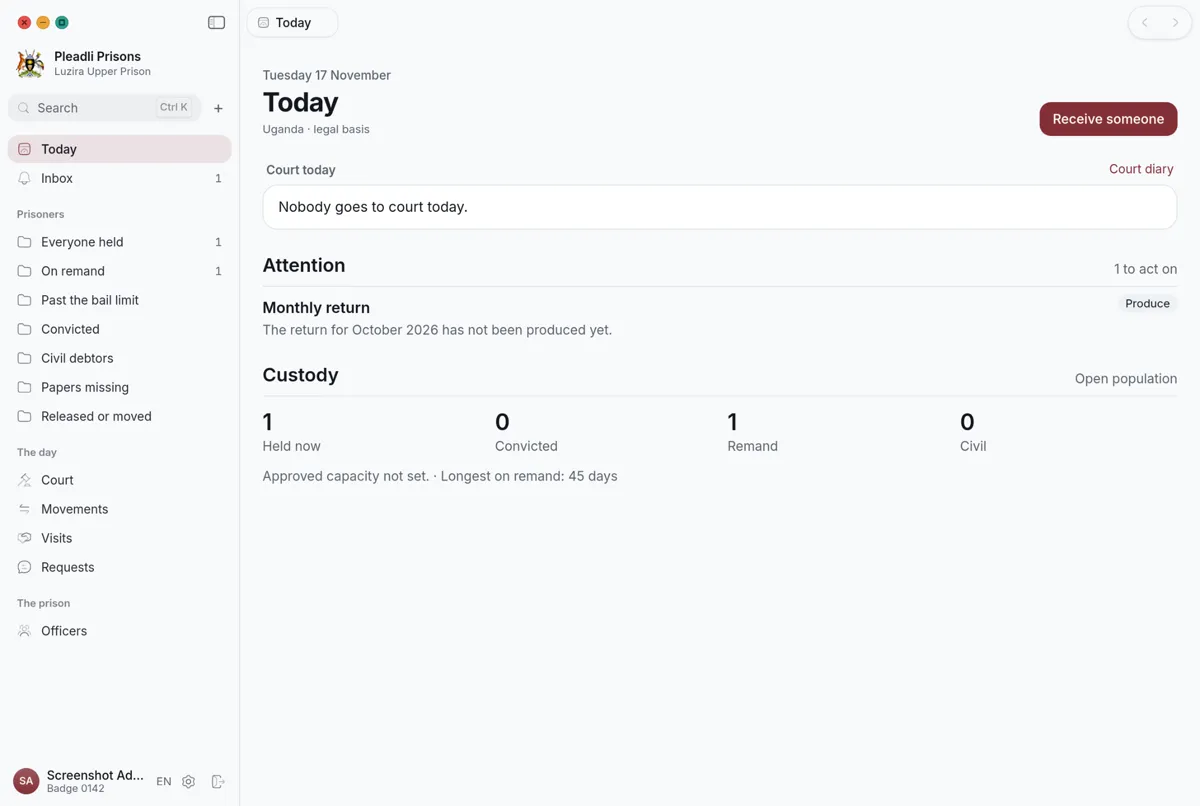 Pleadli Prisons
Luzira Upper Prison
Search
Ctrl K
Today
Inbox 1
Prisoners
Everyone held 1
On remand 1
Past the bail limit
Convicted
Civil debtors
Papers missing
Released or moved
The day
Court
Movements
Visits
Requests
The prison
Officers
SA
Screenshot Ad...
Badge 0142
EN
Today
Tuesday 17 November
Today
Uganda · legal basis
Receive someone
Court today
Court diary
Nobody goes to court today.
Attention
1 to act on
Monthly return
Produce
The return for October 2026 has not been produced yet.
Custody
Open population
1 0 1 0
Held now Convicted Remand Civil
Approved capacity not set. · Longest on remand: 45 days